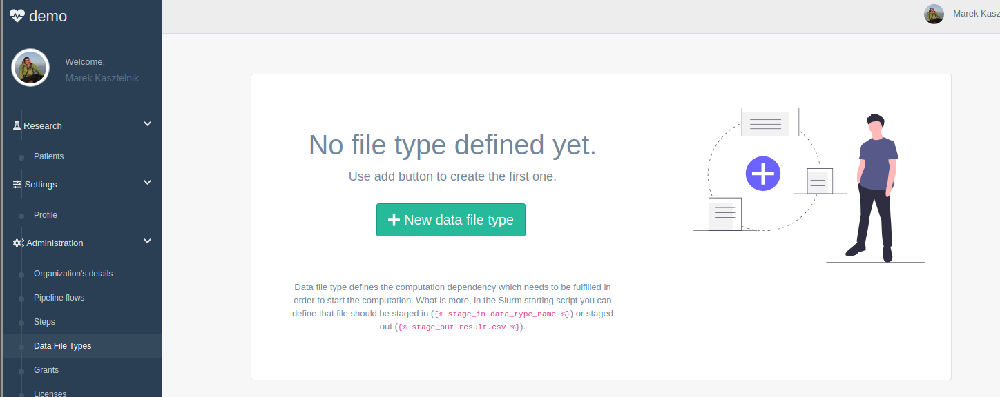 demo
Marek Kasz
Welcome,
Marek Kasztelnik
Research
Patients
Settings
Profile
Administration
Organization's details
Pipeline flows
Steps
Data File Types
Grants
Licenses
No file type defined yet.
Use add button to create the first one.
New data file type
Data file type defines the computation dependency which needs to be fulfilled in
order to start the computation. What is more, in the Slurm starting script you can
define that file should be staged in ({% stage_in data_type_name %}) or staged
out ({% stage_out result.csv %}).